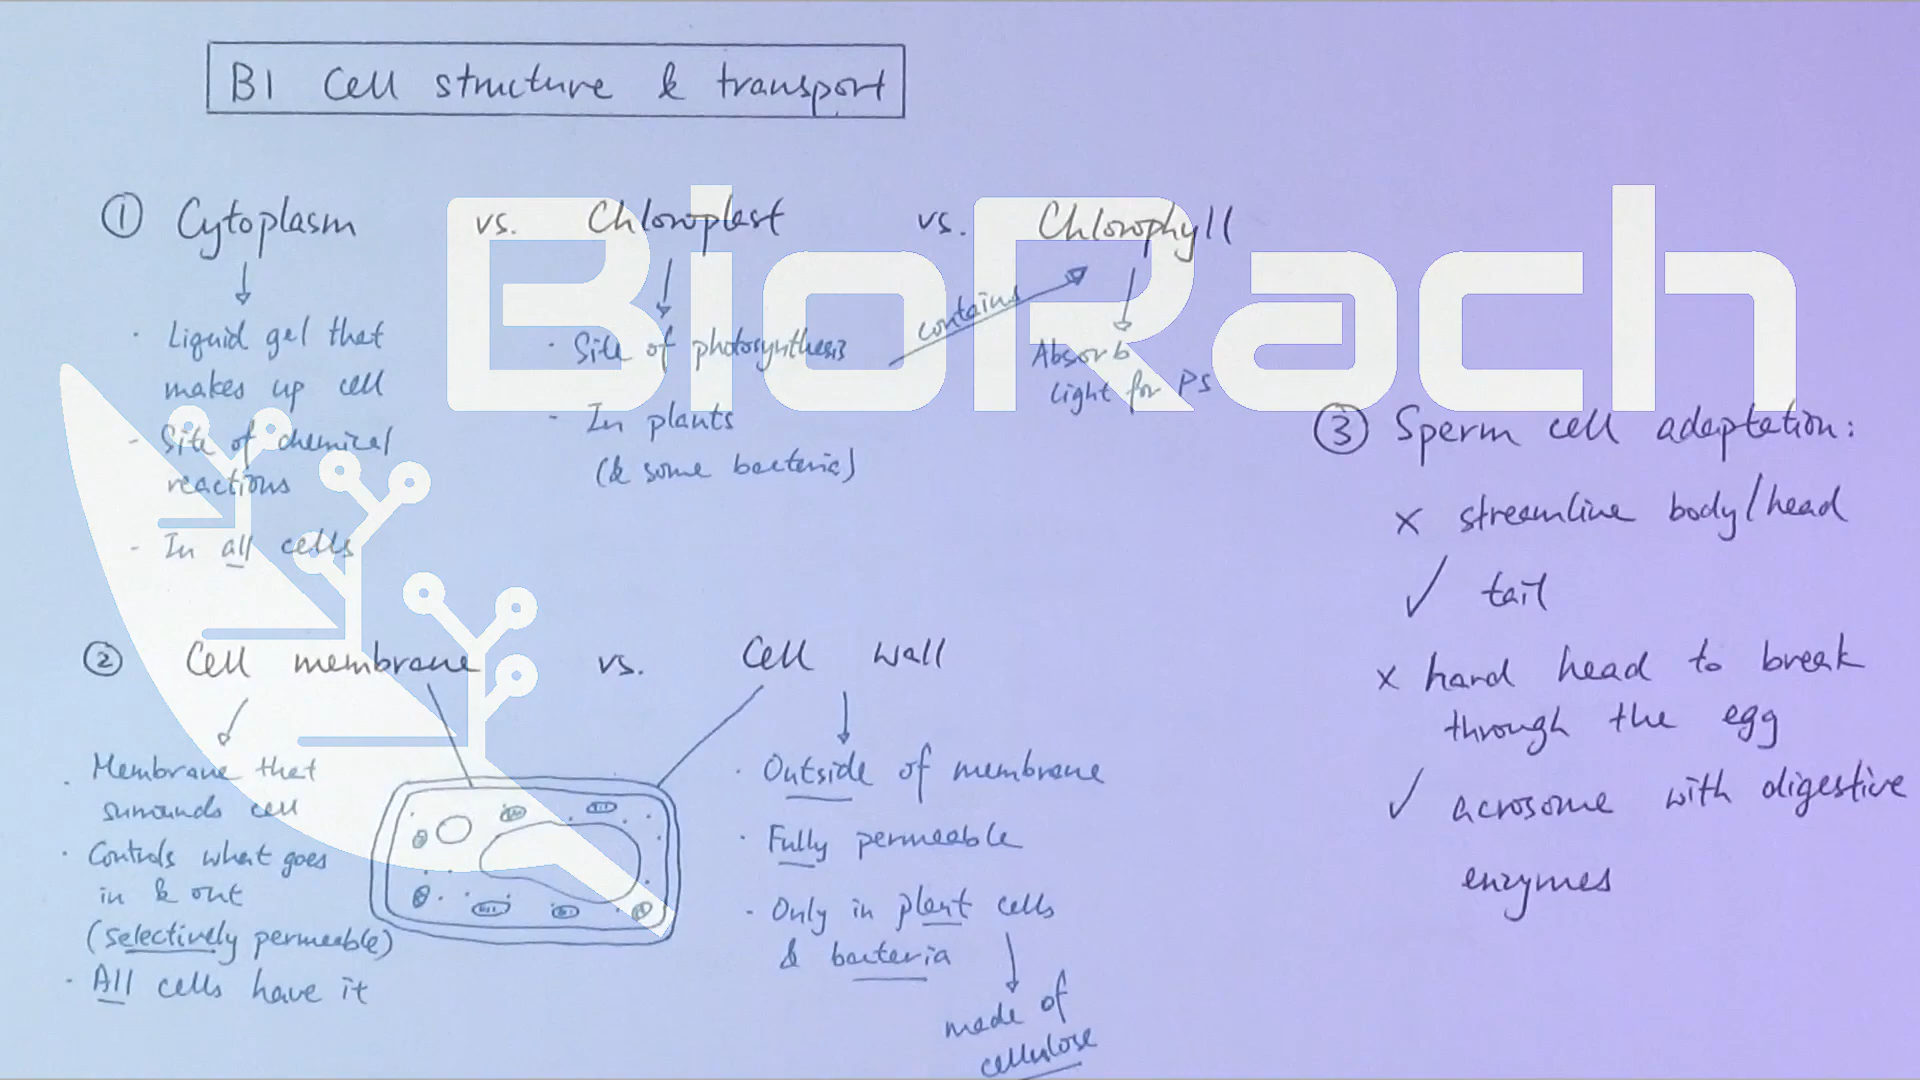 B1 Cell structure & transport
BioRach
① Cytoplasm vs. Chloroplast vs. Chlorophyll
· Liquid gel that
makes up cell
- Site of chemical
reactions
- In all cells
· Site of photosynthesis
- In plants
(& some bacteria)
contains
Absorb
light for PS
② Cell membrane vs. Cell wall
· Membrane that
surrounds cell
· Controls what goes
in & out
(selectively permeable)
· All cells have it
· Outside of membrane
· Fully permeable
- Only in plant cells
& bacteria
made of
cellulose
③ Sperm cell adaptation:
x streamline body/head
✓ tail
x hard head to break
through the egg
✓ acrosome with digestive
enzymes